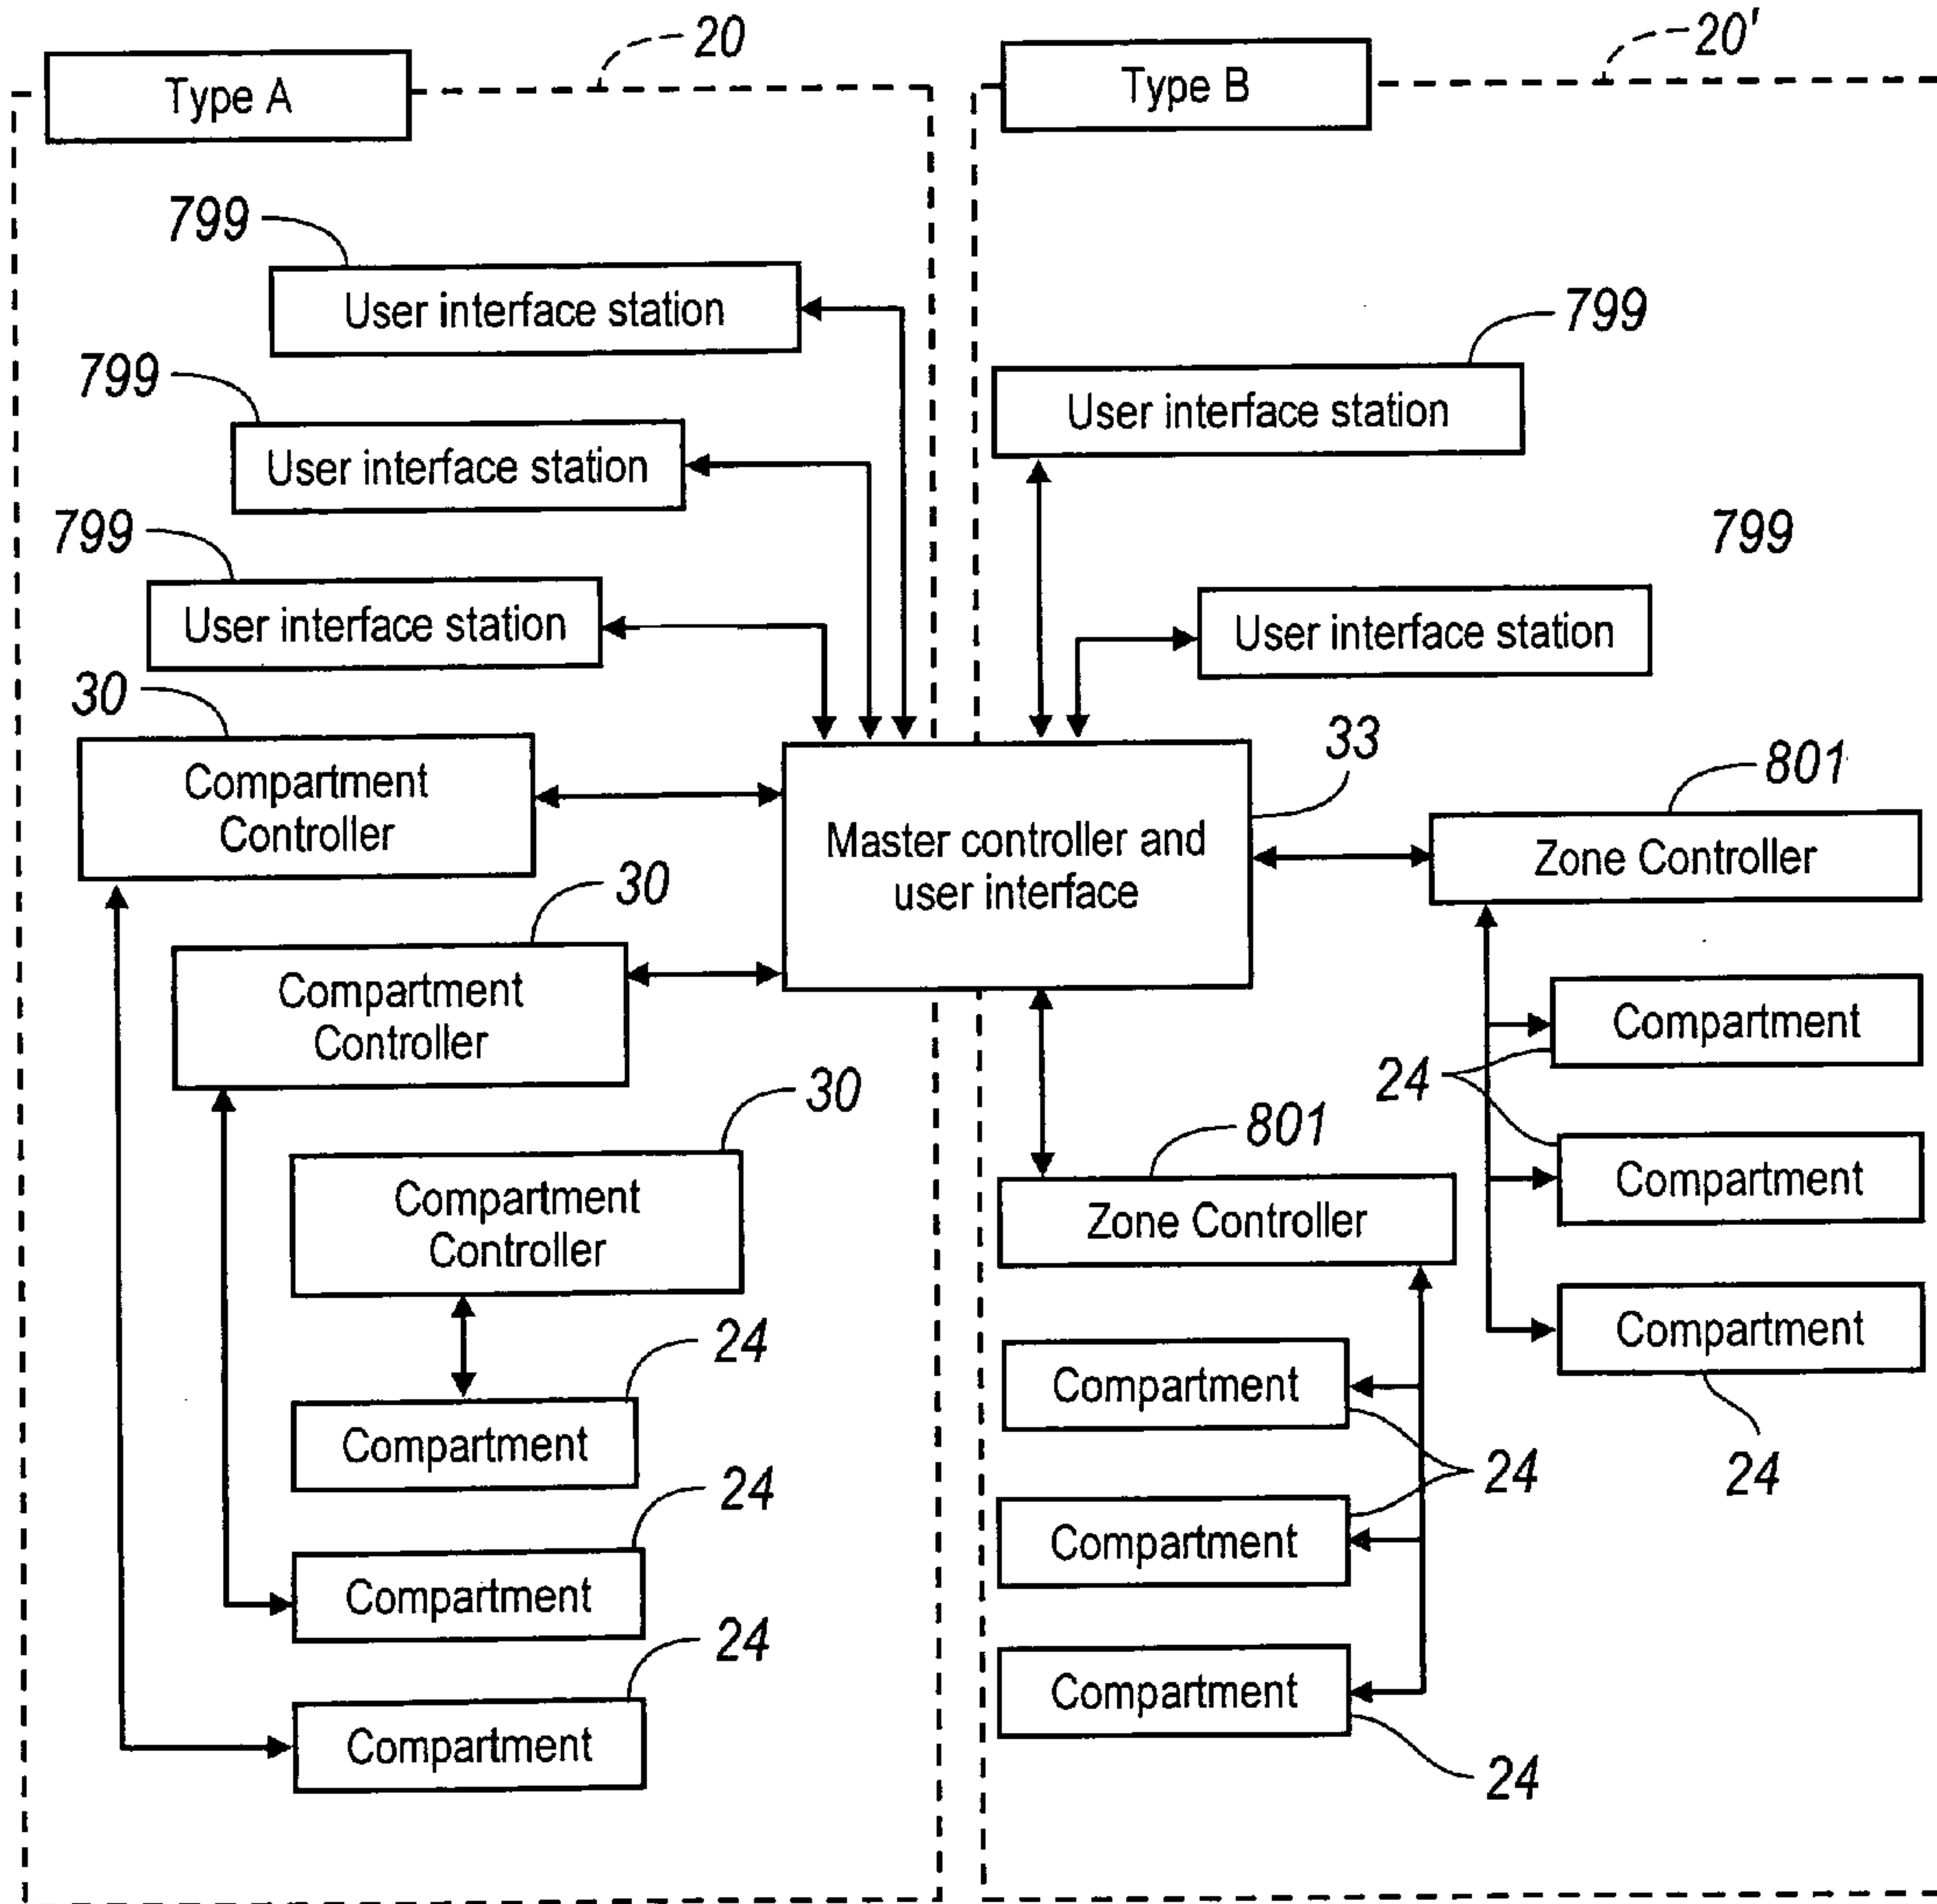 20
Type A
799
User interface station
799
User interface station
799
User interface station
30
Compartment
Controller
30
Compartment
Controller
30
Compartment
Controller
24
Compartment
24
Compartment
24
Compartment
Master controller and
user interface
33
20'
Type B
799
User interface station
799
User interface station
801
Zone Controller
Compartment
24
Compartment
Compartment
24
801
Zone Controller
Compartment
24
Compartment
Compartment
24